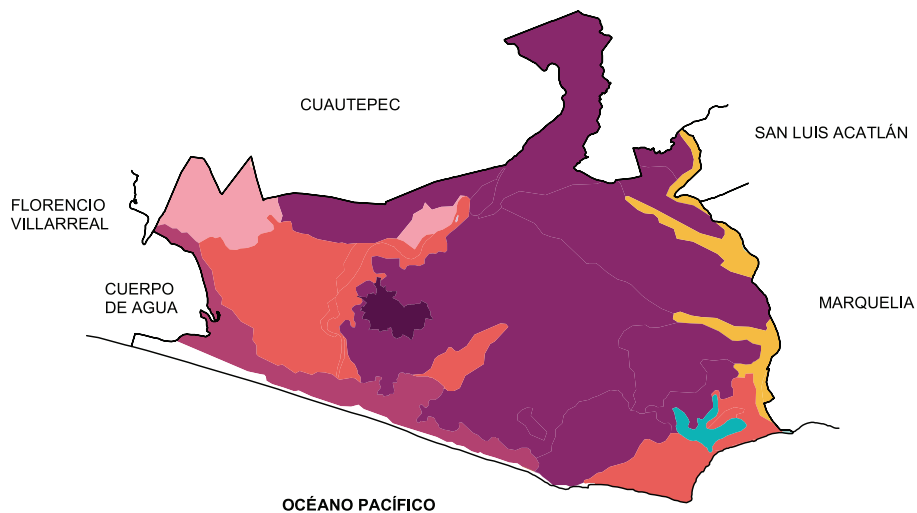 CUAUTEPEC
SAN LUIS ACATLÁN
FLORENCIO
VILLARREAL
CUERPO
DE AGUA
MARQUELIA
OCÉANO PACÍFICO